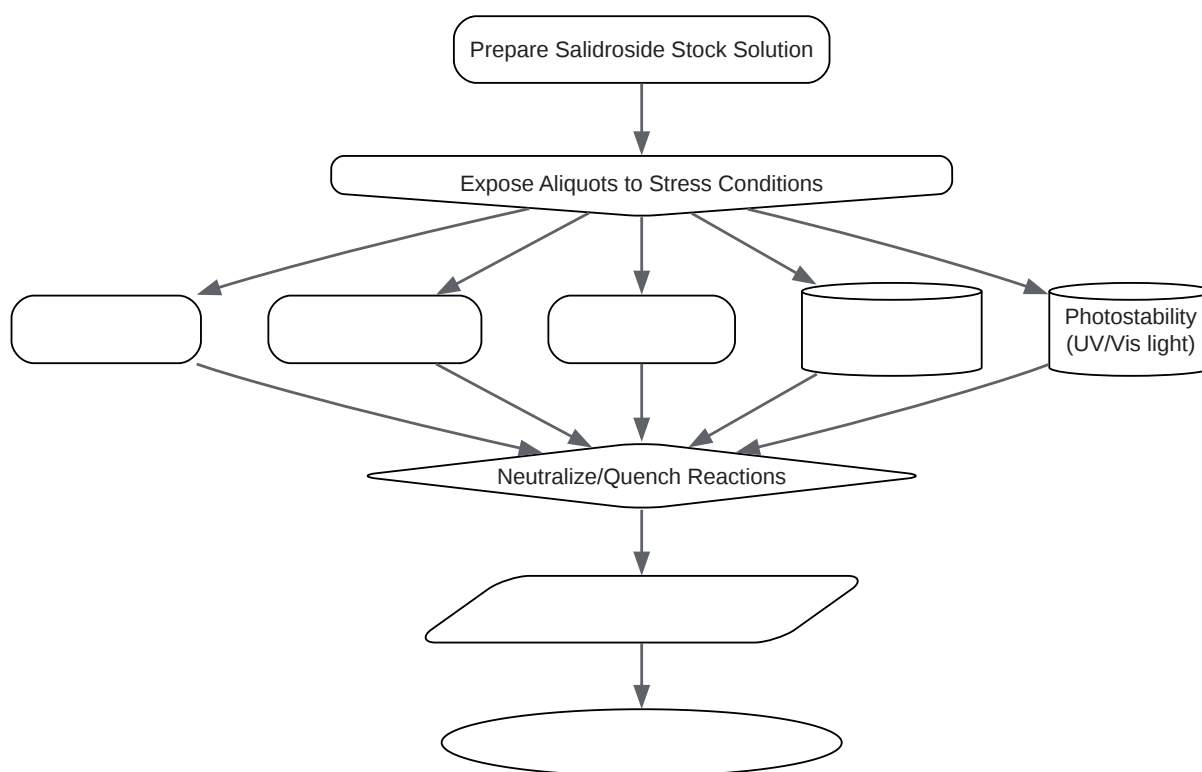 Prepare Salidroside Stock Solution
Expose Aliquots to Stress Conditions
Photostability
(UV/Vis light)
Neutralize/Quench Reactions